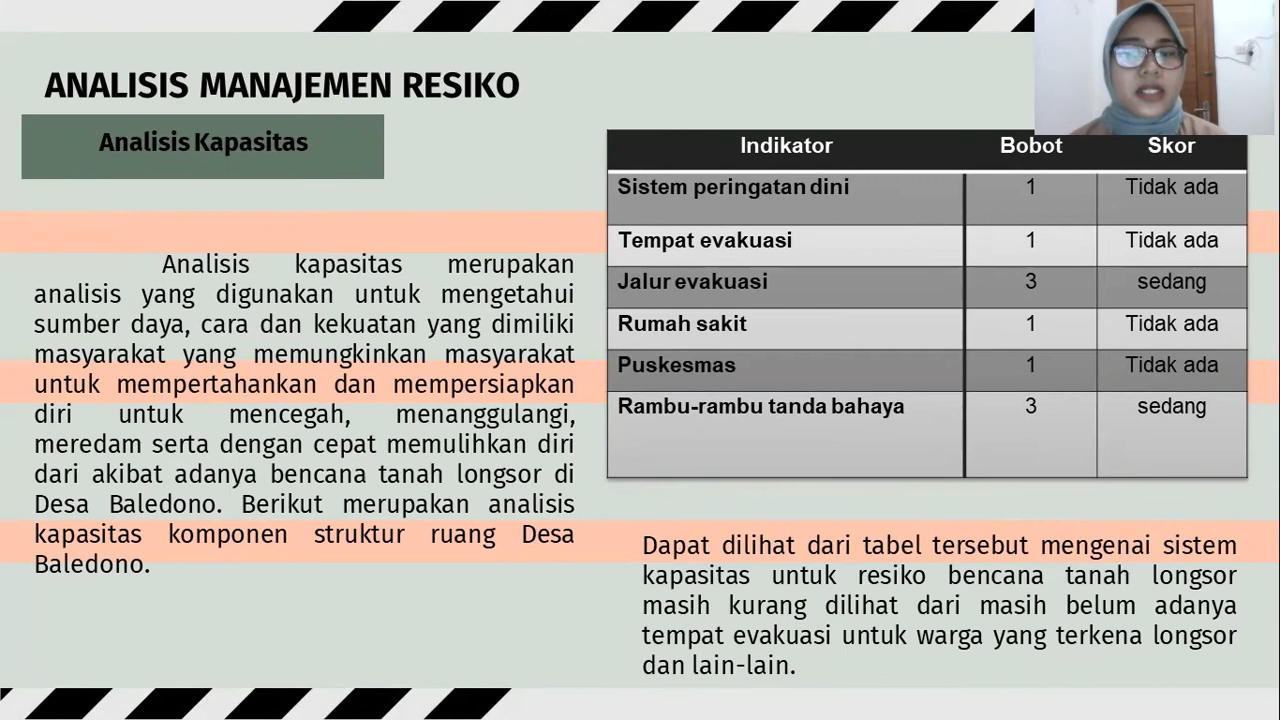 ANALISIS MANAJEMEN RESIKO
Analisis Kapasitas
Analisis kapasitas merupakan
analisis yang digunakan untuk mengetahui
sumber daya, cara dan kekuatan yang dimiliki
masyarakat yang memungkinkan masyarakat
untuk mempertahankan dan mempersiapkan
diri untuk mencegah, menanggulangi,
meredam serta dengan cepat memulihkan diri
dari akibat adanya bencana tanah longsor di
Desa Baledono. Berikut merupakan analisis
kapasitas komponen struktur ruang Desa
Baledono.
Indikator Bobot Skor
Sistem peringatan dini 1 Tidak ada
Tempat evakuasi 1 Tidak ada
Jalur evakuasi 3 sedang
Rumah sakit 1 Tidak ada
Puskesmas 1 Tidak ada
Rambu-rambu tanda bahaya 3 sedang
Dapat dilihat dari tabel tersebut mengenai sistem
kapasitas untuk resiko bencana tanah longsor
masih kurang dilihat dari masih belum adanya
tempat evakuasi untuk warga yang terkena longsor
dan lain-lain.